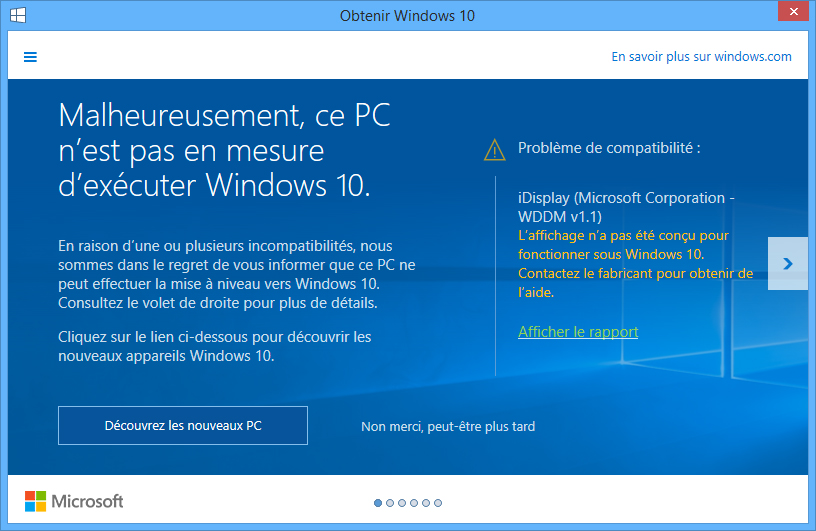 Obtenir Windows 10
En savoir plus sur windows.com
Malheureusement, ce PC
n’est pas en mesure
d’exécuter Windows 10.
En raison d’une ou plusieurs incompatibilités, nous
sommes dans le regret de vous informer que ce PC ne
peut effectuer la mise à niveau vers Windows 10.
Consultez le volet de droite pour plus de détails.
Cliquez sur le lien ci-dessous pour découvrir les
nouveaux appareils Windows 10.
Découvrez les nouveaux PC
Non merci, peut-être plus tard
Problème de compatibilité :
iDisplay (Microsoft Corporation -
WDDM v1.1)
L’affichage n’a pas été conçu pour
fonctionner sous Windows 10.
Contactez le fabricant pour obtenir de
l’aide.
Afficher le rapport
Microsoft